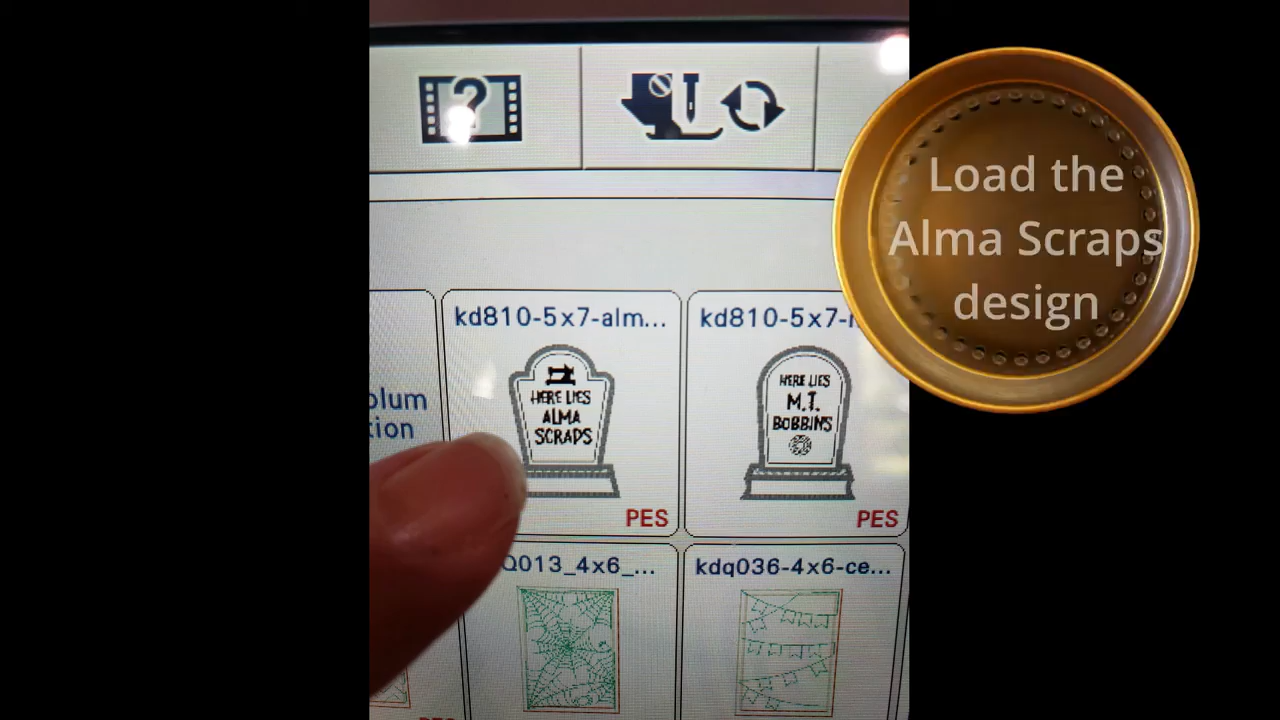 ?
Load the
Alma Scraps
design
kd810-5x7-alm...
kd810-5x7-
HERE LIES
ALMA
SCRAPS
HERE LIES
M.T.
BOBBINS
PES
PES
Q013_4x6_...
kdq036-4x6-ce...